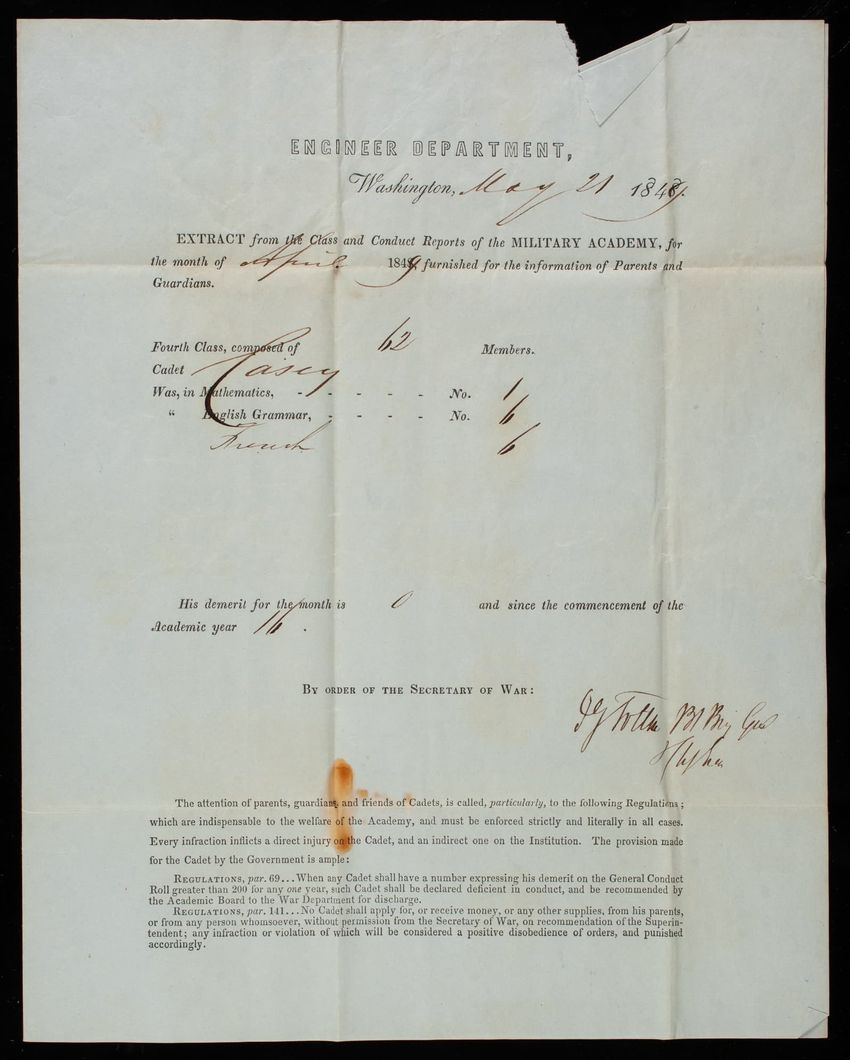 ENGINEER DEPARTMENT,
Washington, May 21 1849.
EXTRACT from the Class and Conduct Reports of the MILITARY ACADEMY, for
the month of April 1849, furnished for the information of Parents and
Guardians.
Fourth Class, composed of 62 Members.
Cadet Casey
Was, in Mathematics, - - - - - No. 1
“ English Grammar, - - - - No. 6
French 6
His demerit for the month is 0 and since the commencement of the
Academic year 16 .
BY ORDER OF THE SECRETARY OF WAR:
J G Totten Bt Brig Gen
The attention of parents, guardians, and friends of Cadets, is called, particularly, to the following Regulations;
which are indispensable to the welfare of the Academy, and must be enforced strictly and literally in all cases.
Every infraction inflicts a direct injury on the Cadet, and an indirect one on the Institution. The provision made
for the Cadet by the Government is ample:
REGULATIONS, par. 69...When any Cadet shall have a number expressing his demerit on the General Conduct
Roll greater than 200 for any one year, such Cadet shall be declared deficient in conduct, and be recommended by
the Academic Board to the War Department for discharge.
REGULATIONS, par. 141...No Cadet shall apply for, or receive money, or any other supplies, from his parents,
or from any person whomsoever, without permission from the Secretary of War, on recommendation of the Superin-
tendent; any infraction or violation of which will be considered a positive disobedience of orders, and punished
accordingly.